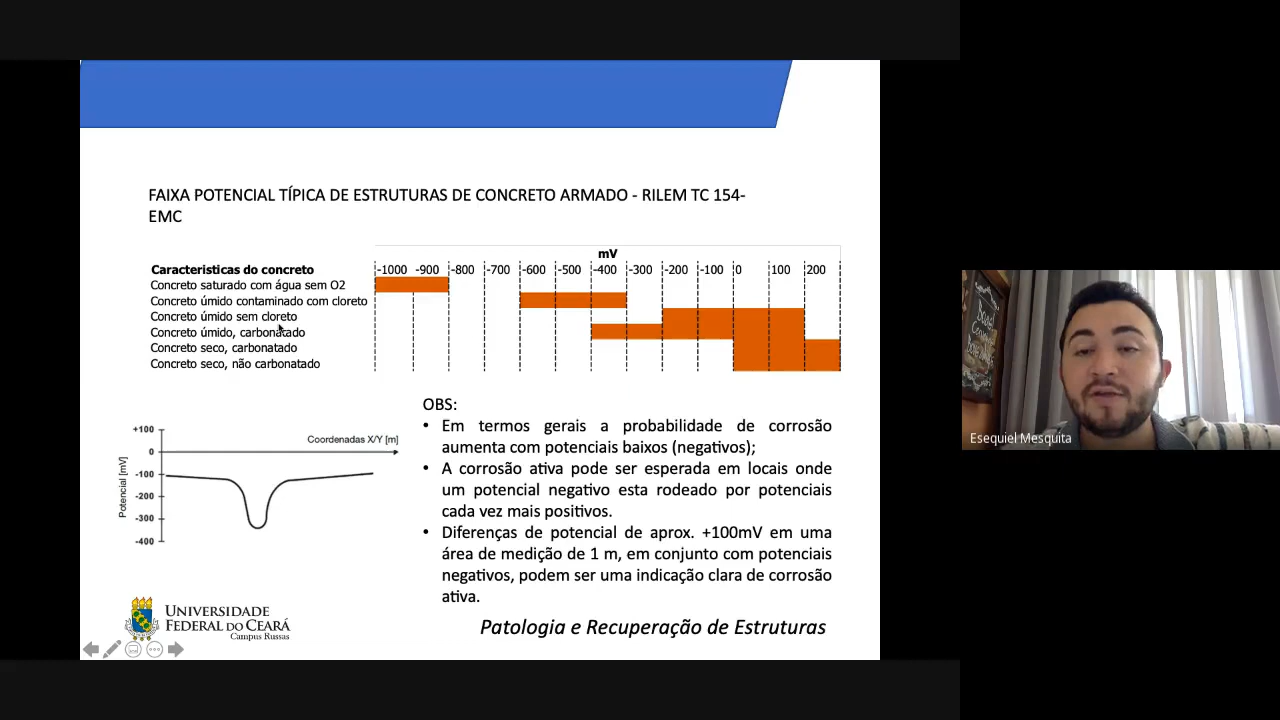 FAIXA POTENCIAL TÍPICA DE ESTRUTURAS DE CONCRETO ARMADO - RILEM TC 154-
EMC
mV
Caracteristicas do concreto
-1000 -900 -800 -700 -600 -500 -400 -300 -200 -100 0 100 200
Concreto saturado com água sem O2
Concreto úmido contaminado com cloreto
Concreto úmido sem cloreto
Concreto úmido, carbonatado
Concreto seco, carbonatado
Concreto seco, não carbonatado
OBS:
• Em termos gerais a probabilidade de corrosão
aumenta com potenciais baixos (negativos);
• A corrosão ativa pode ser esperada em locais onde
um potencial negativo esta rodeado por potenciais
cada vez mais positivos.
• Diferenças de potencial de aprox. +100mV em uma
área de medição de 1 m, em conjunto com potenciais
negativos, podem ser uma indicação clara de corrosão
ativa.
Coordenadas X/Y [m]
Potencial [mV]
+100
0
-100
-200
-300
-400
UNIVERSIDADE
FEDERAL DO CEARÁ
Campus Russas
Patologia e Recuperação de Estruturas
Esequiel Mesquita